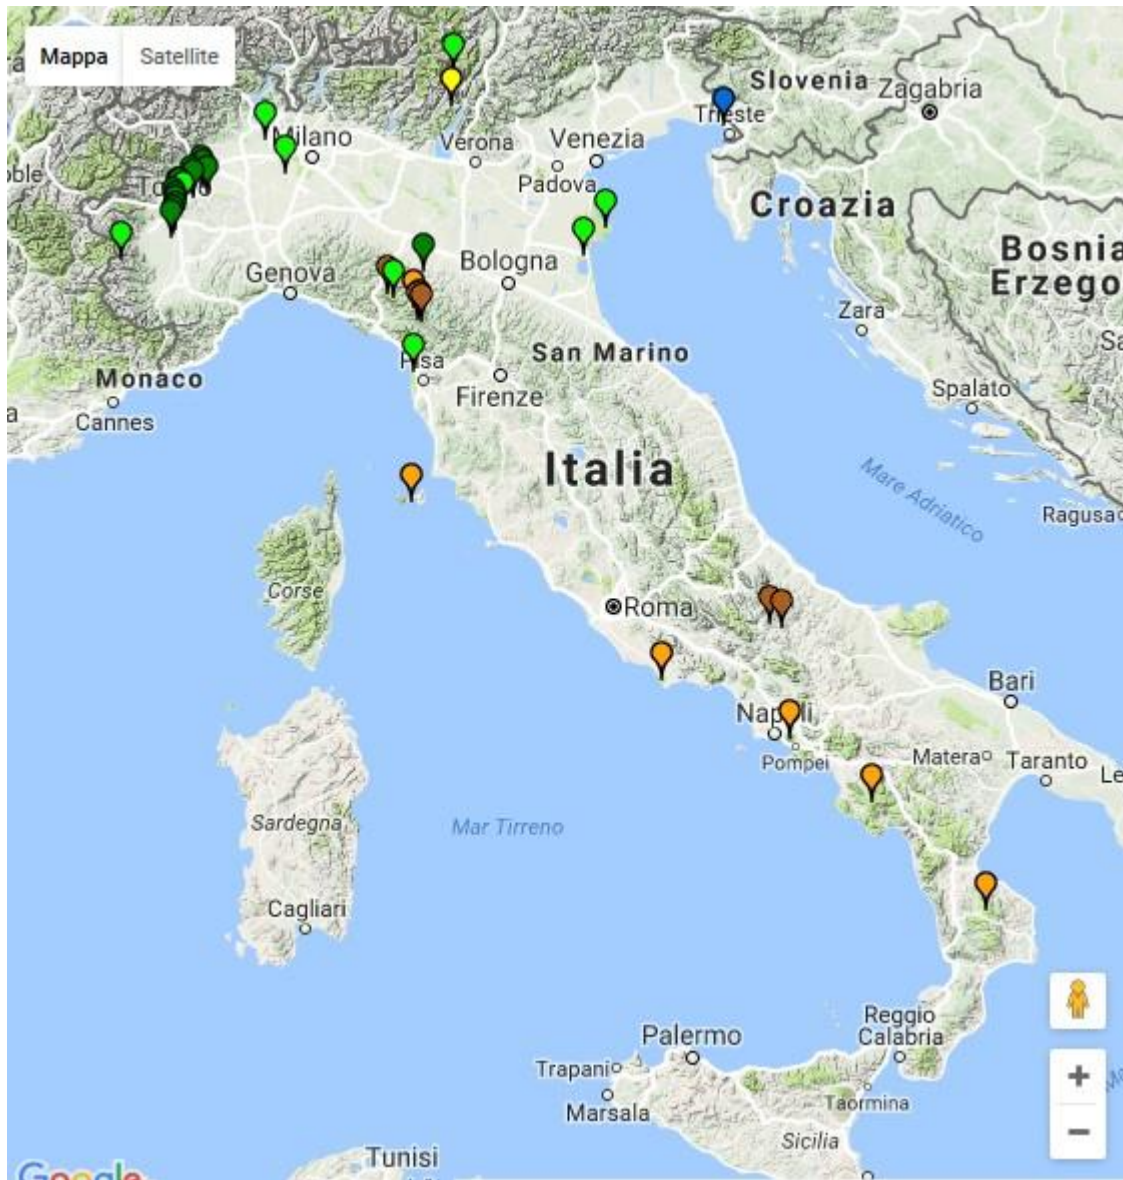 Mappa
Satellite
Slovenia
Zagabria
Trieste
Milano
Verona
Venezia
Padova
Croazia
Bosnia
Erzego
Genova
Bologna
Zara
San Marino
Pisa
Firenze
Monaco
Cannes
Spalato
Italia
Mare Adriatico
Ragusa
Corse
Roma
Bari
Napoli
Pompei
Matera
Taranto
Le
Sardegna
Mar Tirreno
Cagliari
Reggio
Calabria
Palermo
Trapani
Marsala
Taormina
Sicilia
Tunisi
Google